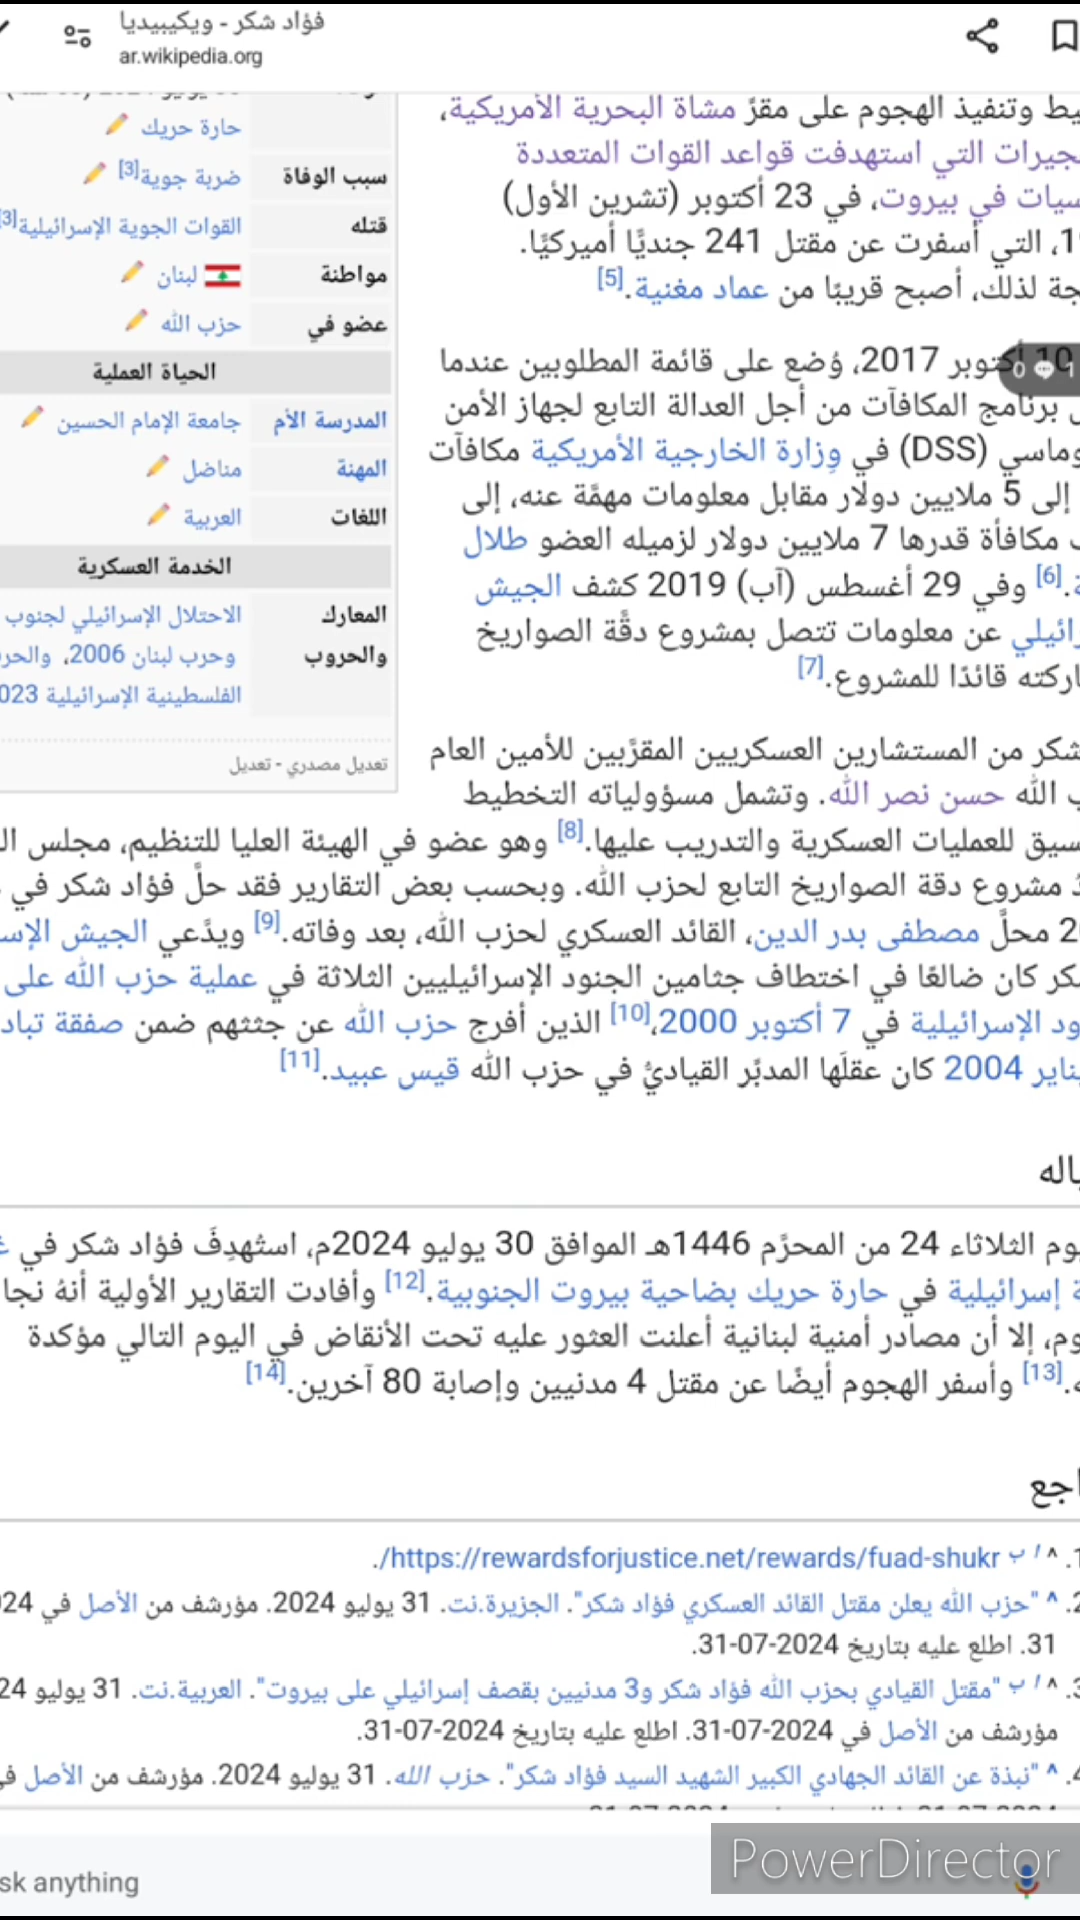 فؤاد شكر - ويكيبيديا
ar.wikipedia.org
حارة حريك
سبب الوفاة ضربة جوية[3]
قتله القوات الجوية الإسرائيلية[3]
مواطنة لبنان
عضو في حزب الله
الحياة العملية
المدرسة الأم جامعة الإمام الحسين
المهنة مناضل
اللغات العربية
الخدمة العسكرية
المعارك الاحتلال الإسرائيلي لجنوب
والحروب وحرب لبنان 2006، والحر
الفلسطينية الإسرائيلية 023
تعديل مصدري - تعديل
وتنفيذ الهجوم على مقرَّ مشاة البحرية الأمريكية،
التي استهدفت قواعد القوات المتعددة
في بيروت، في 23 أكتوبر (تشرين الأول)
التي أسفرت عن مقتل 241 جنديًّا أميركيًّا.
لذلك، أصبح قريبًا من عماد مغنية.[5]
10 أكتوبر 2017، وُضع على قائمة المطلوبين عندما
0 1
برنامج المكافآت من أجل العدالة التابع لجهاز الأمن
(DSS) في وِزارة الخارجية الأمريكية مكافآت
إلى 5 ملايين دولار مقابل معلومات مهمَّة عنه، إلى
مكافأة قدرها 7 ملايين دولار لزميله العضو طلال
[6] وفي 29 أغسطس (آب) 2019 كشف الجيش
عن معلومات تتصل بمشروع دقَّة الصواريخ
قائدًا للمشروع.[7]
شكر من المستشارين العسكريين المقرَّبين للأمين العام
الله حسن نصر الله. وتشمل مسؤولياته التخطيط
للعمليات العسكرية والتدريب عليها.[8] وهو عضو في الهيئة العليا للتنظيم، مجلس ال
مشروع دقة الصواريخ التابع لحزب الله. وبحسب بعض التقارير فقد حلَّ فؤاد شكر في
محلَّ مصطفى بدر الدين، القائد العسكري لحزب الله، بعد وفاته.[9] ويدَّعي الجيش الإس
كان ضالعًا في اختطاف جثامين الجنود الإسرائيليين الثلاثة في عملية حزب الله على
الإسرائيلية في 7 أكتوبر 2000،[10] الذين أفرج حزب الله عن جثثهم ضمن صفقة تباد
يناير 2004 كان عقلَها المدبَّر القياديُّ في حزب الله قيس عبيد.[11]
الثلاثاء 24 من المحرَّم 1446هـ الموافق 30 يوليو 2024م، استُهدِفَ فؤاد شكر في
إسرائيلية في حارة حريك بضاحية بيروت الجنوبية.[12] وأفادت التقارير الأولية أنهُ نجا
إلا أن مصادر أمنية لبنانية أعلنت العثور عليه تحت الأنقاض في اليوم التالي مؤكدة
[13] وأسفر الهجوم أيضًا عن مقتل 4 مدنيين وإصابة 80 آخرين.[14]
^ ا ب https://rewardsforjustice.net/rewards/fuad-shukr/.
^ "حزب الله يعلن مقتل القائد العسكري فؤاد شكر". الجزيرة.نت. 31 يوليو 2024. مؤرشف من الأصل في 24
31. اطلع عليه بتاريخ 2024-07-31.
^ ا ب "مقتل القيادي بحزب الله فؤاد شكر و3 مدنيين بقصف إسرائيلي على بيروت". العربية.نت. 31 يوليو 24
مؤرشف من الأصل في 2024-07-31. اطلع عليه بتاريخ 2024-07-31.
^ "نبذة عن القائد الجهادي الكبير الشهيد السيد فؤاد شكر". حزب الله. 31 يوليو 2024. مؤرشف من الأصل في
sk anything
PowerDirector